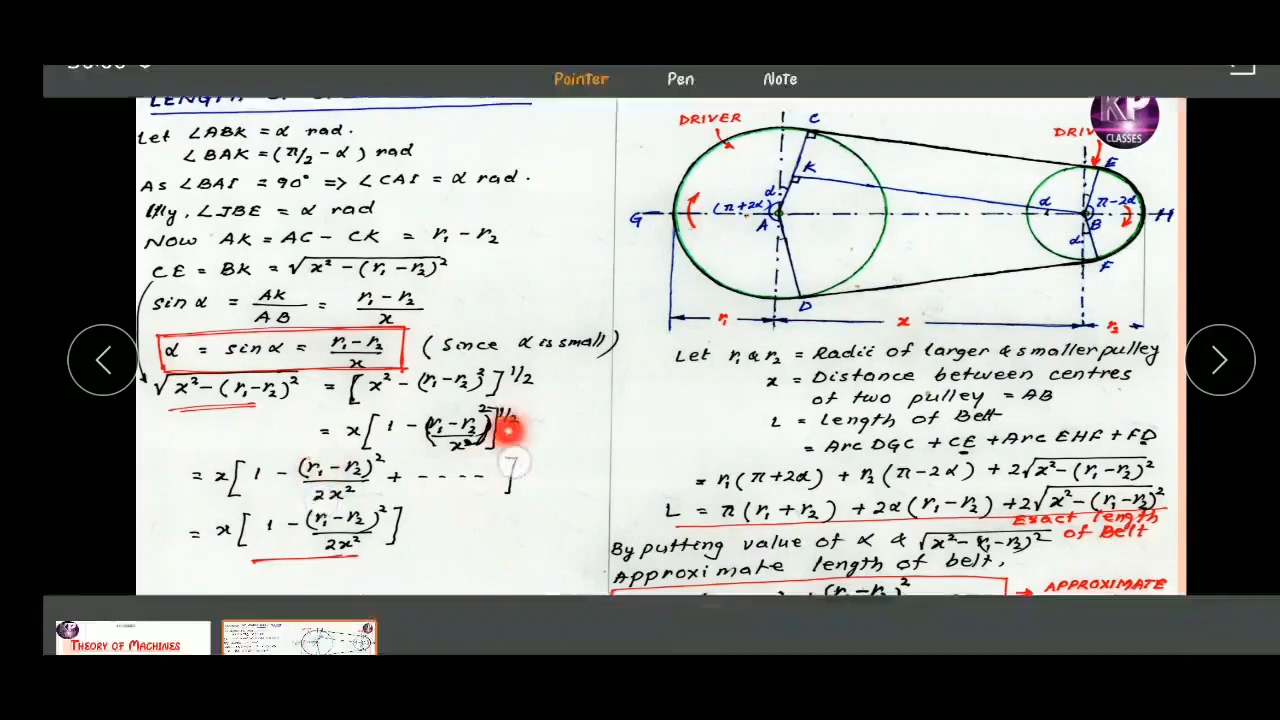 Pointer Pen Note
LENGTH
Let ∠ABK = α rad.
∠BAK = (π/2 - α) rad
As ∠BAI = 90° => ∠CAI = α rad.
llly, ∠JBE = α rad
Now AK = AC - CK = r₁ - r₂
CE = BK = √x² - (r₁ - r₂)²
sin α = AK/AB = r₁ - r₂/x
α = sin α = r₁ - r₂/x (Since α is small)
√x² - (r₁ - r₂)² = [x² - (r₁ - r₂)²]^1/2
= x[1 - (r₁ - r₂/x)²]^1/2
= x[1 - (r₁ - r₂)²/2x² + -----]
= x[1 - (r₁ - r₂)²/2x²]
KP
CLASSES
DRIVER
DRIV
C
E
K
α
(π+2α)
G
A
α
B
π-2α
H
α
D
F
r₁
x
r₂
Let r₁ & r₂ = Radii of larger & smaller pulley
x = Distance between centres
of two pulley = AB
L = Length of Belt
= Arc DGC + CE + Arc EHF + FD
= r₁(π+2α) + r₂(π-2α) + 2√x² - (r₁-r₂)²
L = π(r₁+r₂) + 2α(r₁-r₂) + 2√x² - (r₁-r₂)²
Exact length
of Belt
By putting value of α & √x² - (r₁-r₂)²
Approximate length of belt,
(r₁-r₂)²
→ APPROXIMATE
THEORY OF MACHINES